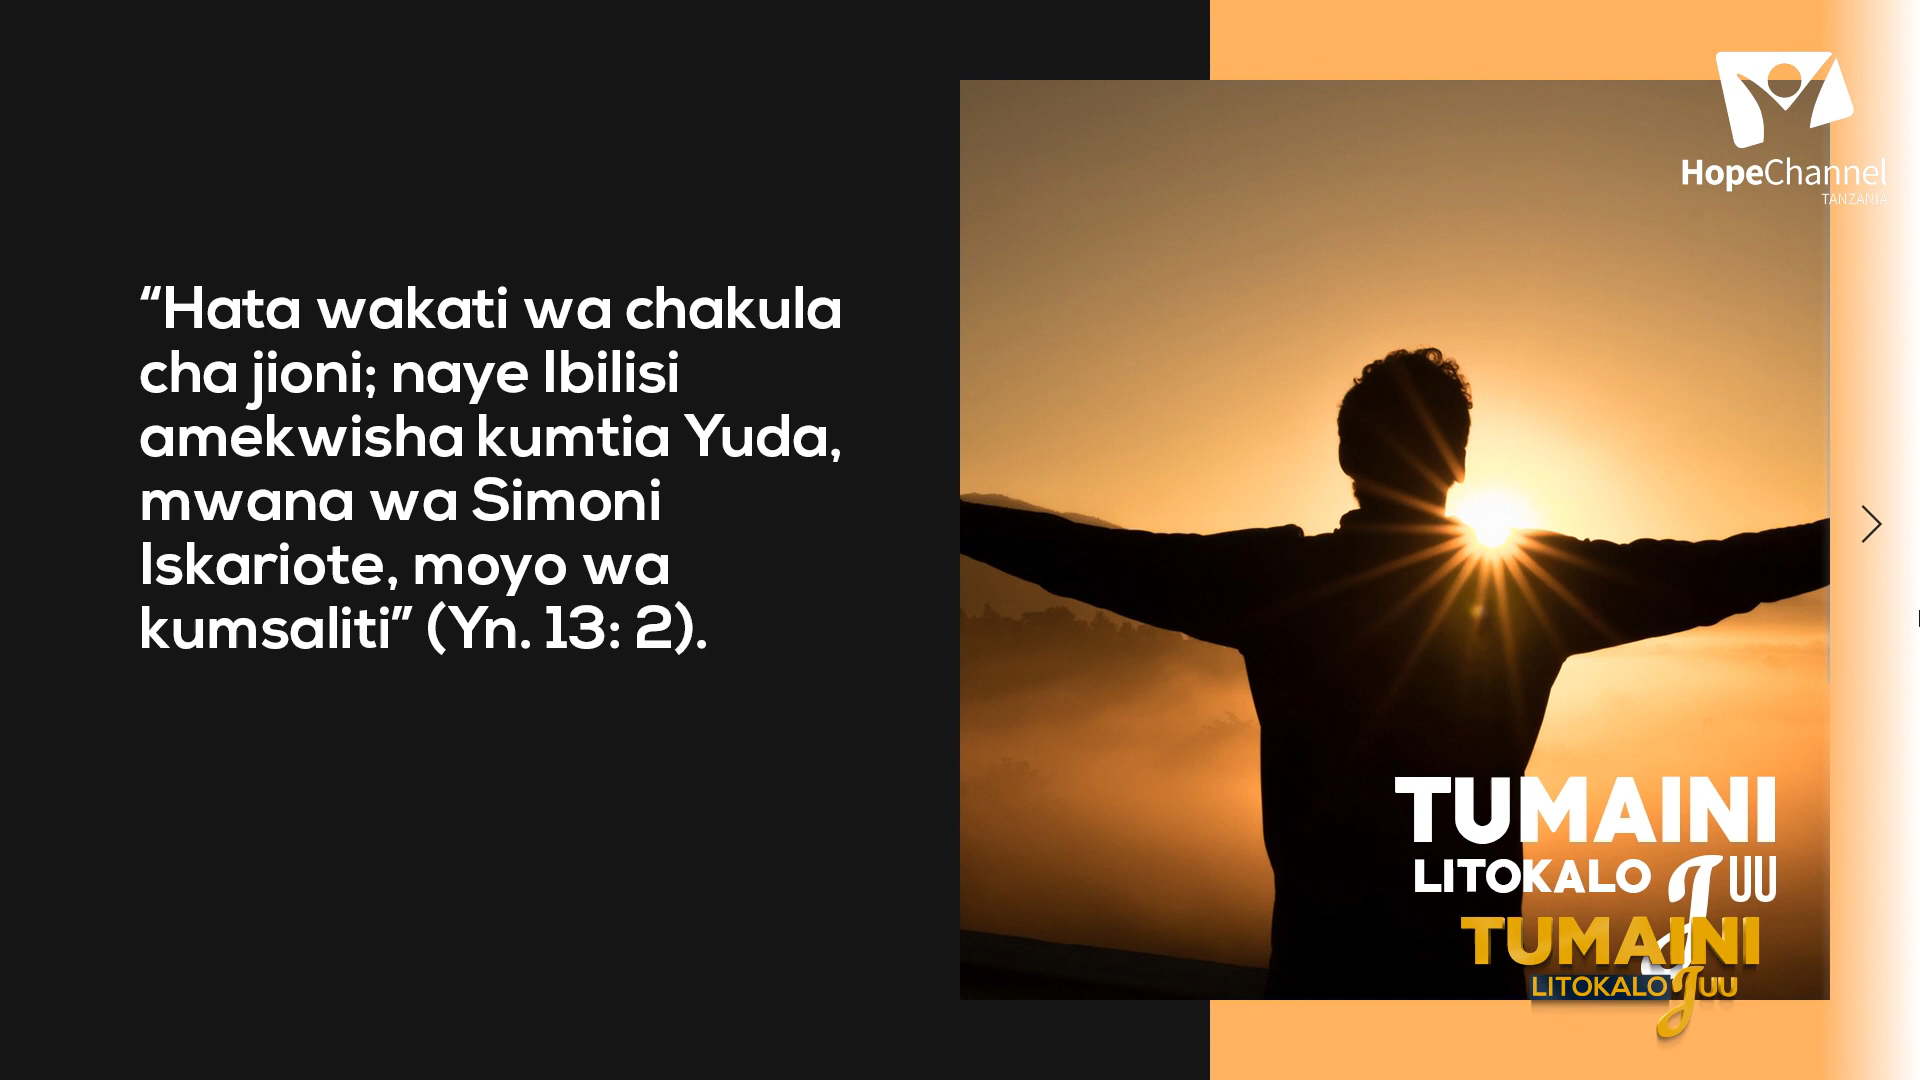 “Hata wakati wa chakula
cha jioni; naye Ibilisi
amekwisha kumtia Yuda,
mwana wa Simoni
Iskariote, moyo wa
kumsaliti” (Yn. 13: 2).
HopeChannel
TANZANIA
TUMAINI
LITOKALO JUU
TUMAINI
LITOKALO JUU